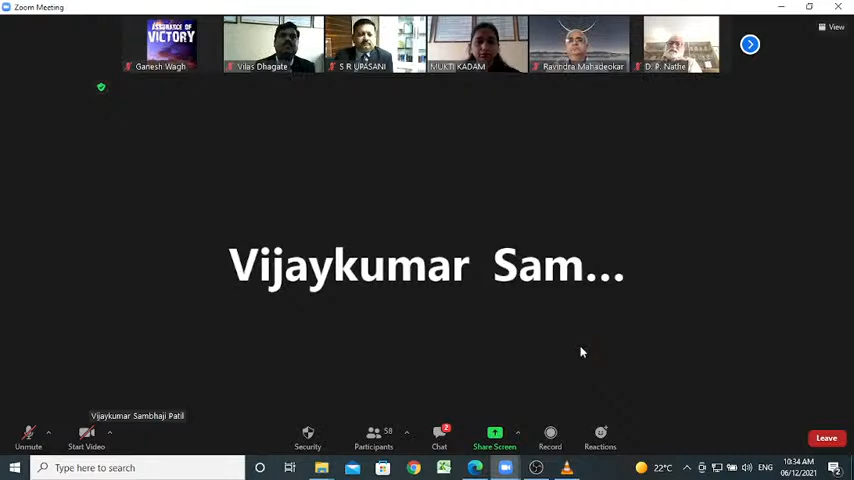 Zoom Meeting
View
ASSURANCE OF
VICTORY
Ganesh Wagh
Vilas Dhagate
S R UPASANI
MUKTI KADAM
Ravindra Mahadeokar
D. P. Nathe
Vijaykumar Sam...
Vijaykumar Sambhaji Patil
Unmute
Start Video
Security
58
Participants
2
Chat
Share Screen
Record
Reactions
Leave
Type here to search
22°C
ENG
10:34 AM
06/12/2021
2